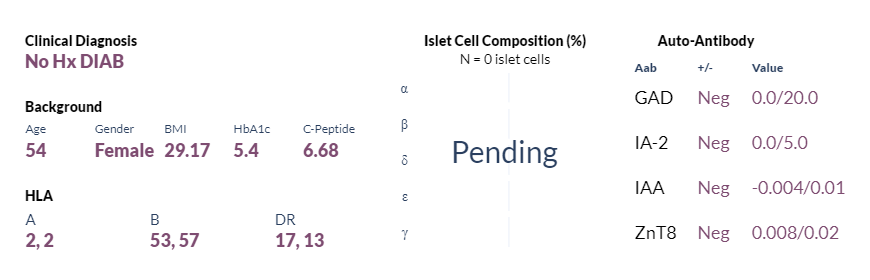 Clinical Diagnosis
No Hx DIAB
Background
Age Gender BMI HbA1c C-Peptide
54 Female 29.17 5.4 6.68
HLA
A B DR
2, 2 53, 57 17, 13
Islet Cell Composition (%)
N = 0 islet cells
α
β
δ
ε
γ
Pending
Auto-Antibody
Aab +/- Value
GAD Neg 0.0/20.0
IA-2 Neg 0.0/5.0
IAA Neg -0.004/0.01
ZnT8 Neg 0.008/0.02